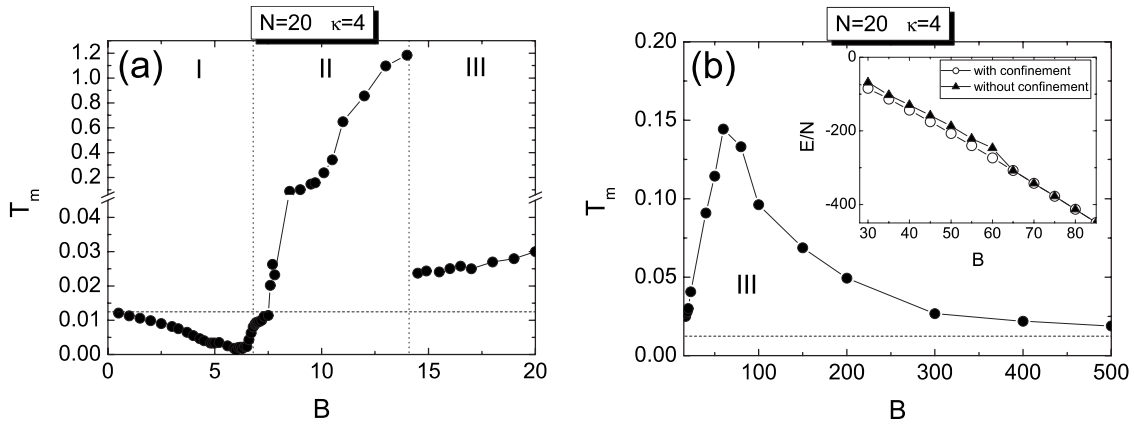 N=20 κ=4
(a)
I
II
III
T_m
1.2
1.0
0.8
0.6
0.4
0.2
0.04
0.03
0.02
0.01
0.00
0
5
10
15
20
B
N=20 κ=4
(b)
III
T_m
0.20
0.15
0.10
0.05
0.00
100
200
300
400
500
B
with confinement
without confinement
E/N
0
-200
-400
30
40
50
60
70
80
B